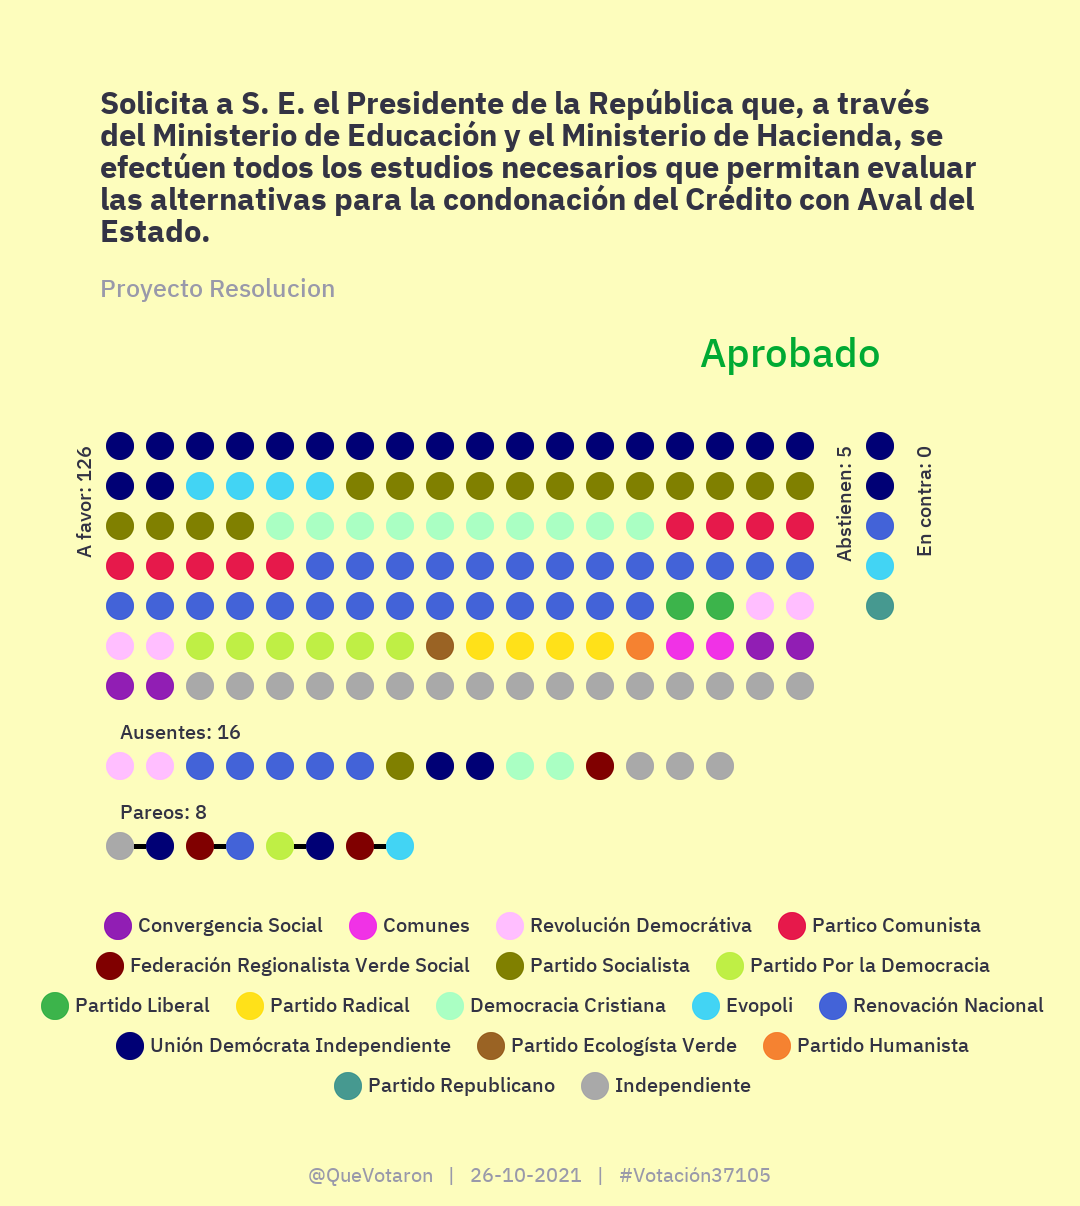 Solicita a S. E. el Presidente de la República que, a través
del Ministerio de Educación y el Ministerio de Hacienda, se
efectúen todos los estudios necesarios que permitan evaluar
las alternativas para la condonación del Crédito con Aval del
Estado.
Proyecto Resolucion
Aprobado
A favor: 126
Abstienen: 5
En contra: 0
Ausentes: 16
Pareos: 8
Convergencia Social
Comunes
Revolución Democrátiva
Partico Comunista
Federación Regionalista Verde Social
Partido Socialista
Partido Por la Democracia
Partido Liberal
Partido Radical
Democracia Cristiana
Evopoli
Renovación Nacional
Unión Demócrata Independiente
Partido Ecologísta Verde
Partido Humanista
Partido Republicano
Independiente
@QueVotaron | 26-10-2021 | #Votación37105